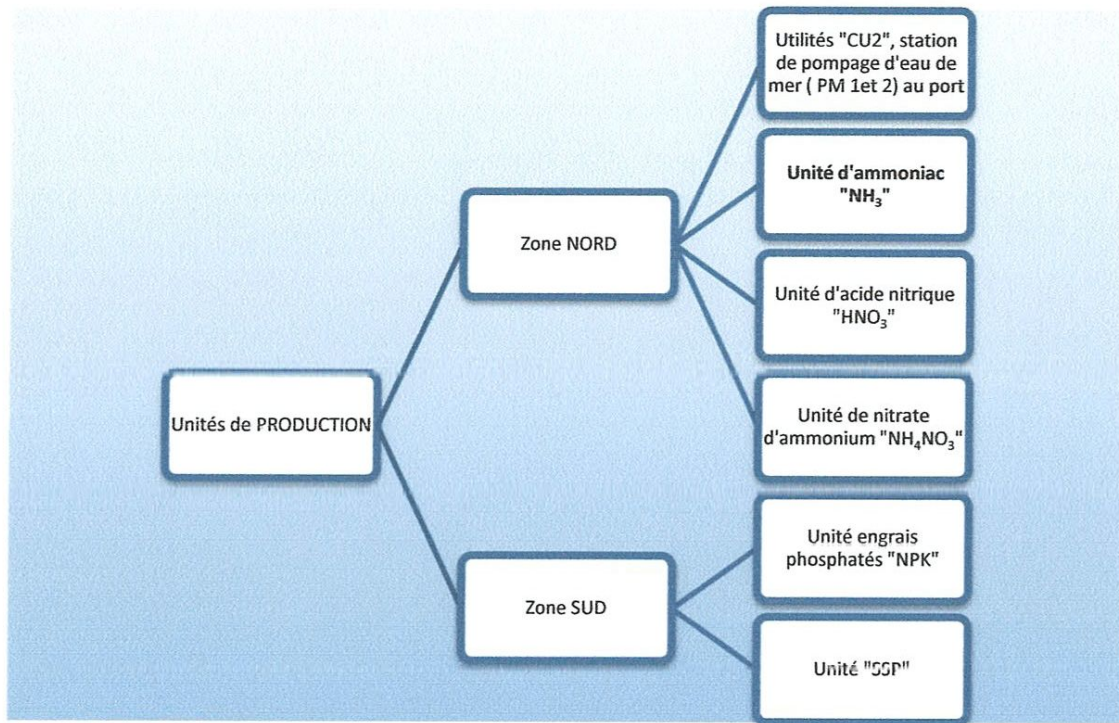 Utilités "CU2", station
de pompage d'eau de
mer ( PM 1et 2) au port
Unité d'ammoniac
"NH₃"
Zone NORD
Unité d'acide nitrique
"HNO₃"
Unités de PRODUCTION
Unité de nitrate
d'ammonium "NH₄NO₃"
Unité engrais
phosphatés "NPK"
Zone SUD
Unité "SSP"